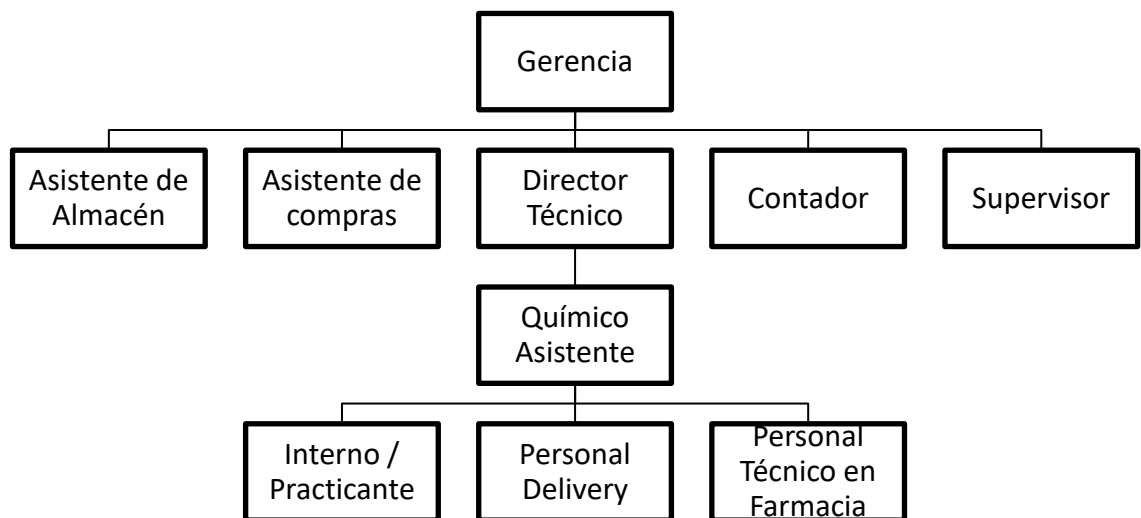 Gerencia
Asistente de
Almacén
Asistente de
compras
Director
Técnico
Contador
Supervisor
Químico
Asistente
Interno /
Practicante
Personal
Delivery
Personal
Técnico en
Farmacia